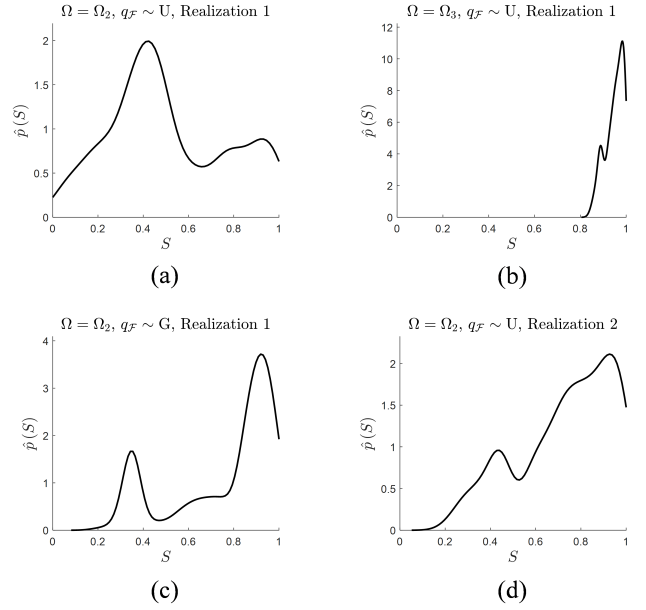 Ω = Ω₂, q_ℱ ∼ U, Realization 1
2
1.5
1
0.5
0
p̂ (S)
0 0.2 0.4 0.6 0.8 1
S
(a)
Ω = Ω₃, q_ℱ ∼ U, Realization 1
12
10
8
6
4
2
0
p̂ (S)
0 0.2 0.4 0.6 0.8 1
S
(b)
Ω = Ω₂, q_ℱ ∼ G, Realization 1
4
3
2
1
0
p̂ (S)
0 0.2 0.4 0.6 0.8 1
S
(c)
Ω = Ω₂, q_ℱ ∼ U, Realization 2
2
1.5
1
0.5
0
p̂ (S)
0 0.2 0.4 0.6 0.8 1
S
(d)